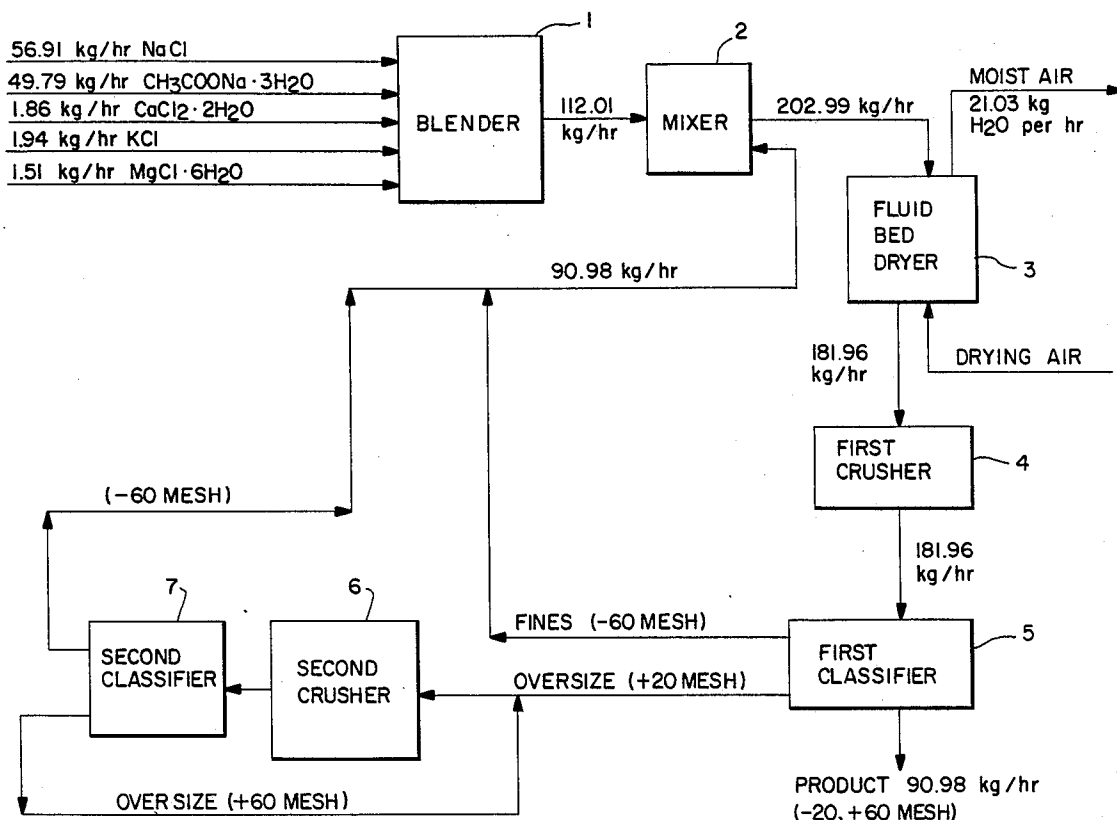 1
56.91 kg/hr NaCl
49.79 kg/hr CH3COONa·3H2O
1.86 kg/hr CaCl2·2H2O
1.94 kg/hr KCl
1.51 kg/hr MgCl·6H2O
BLENDER
112.01
kg/hr
2
MIXER
202.99 kg/hr
MOIST AIR
21.03 kg
H2O per hr
FLUID
BED
DRYER
3
90.98 kg/hr
181.96
kg/hr
DRYING AIR
FIRST
CRUSHER
4
(-60 MESH)
181.96
kg/hr
7
6
FINES (-60 MESH)
5
FIRST
CLASSIFIER
SECOND
CLASSIFIER
SECOND
CRUSHER
OVERSIZE (+20 MESH)
OVERSIZE (+60 MESH)
PRODUCT 90.98 kg/hr
(-20, +60 MESH)